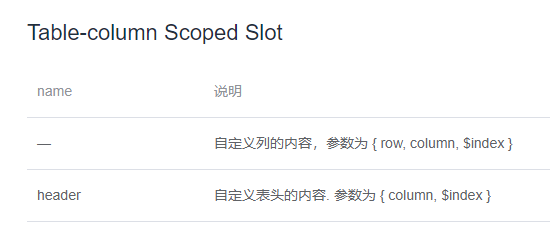 Table-column Scoped Slot
name 说明
— 自定义列的内容，参数为 { row, column, $index }
header 自定义表头的内容. 参数为 { column, $index }